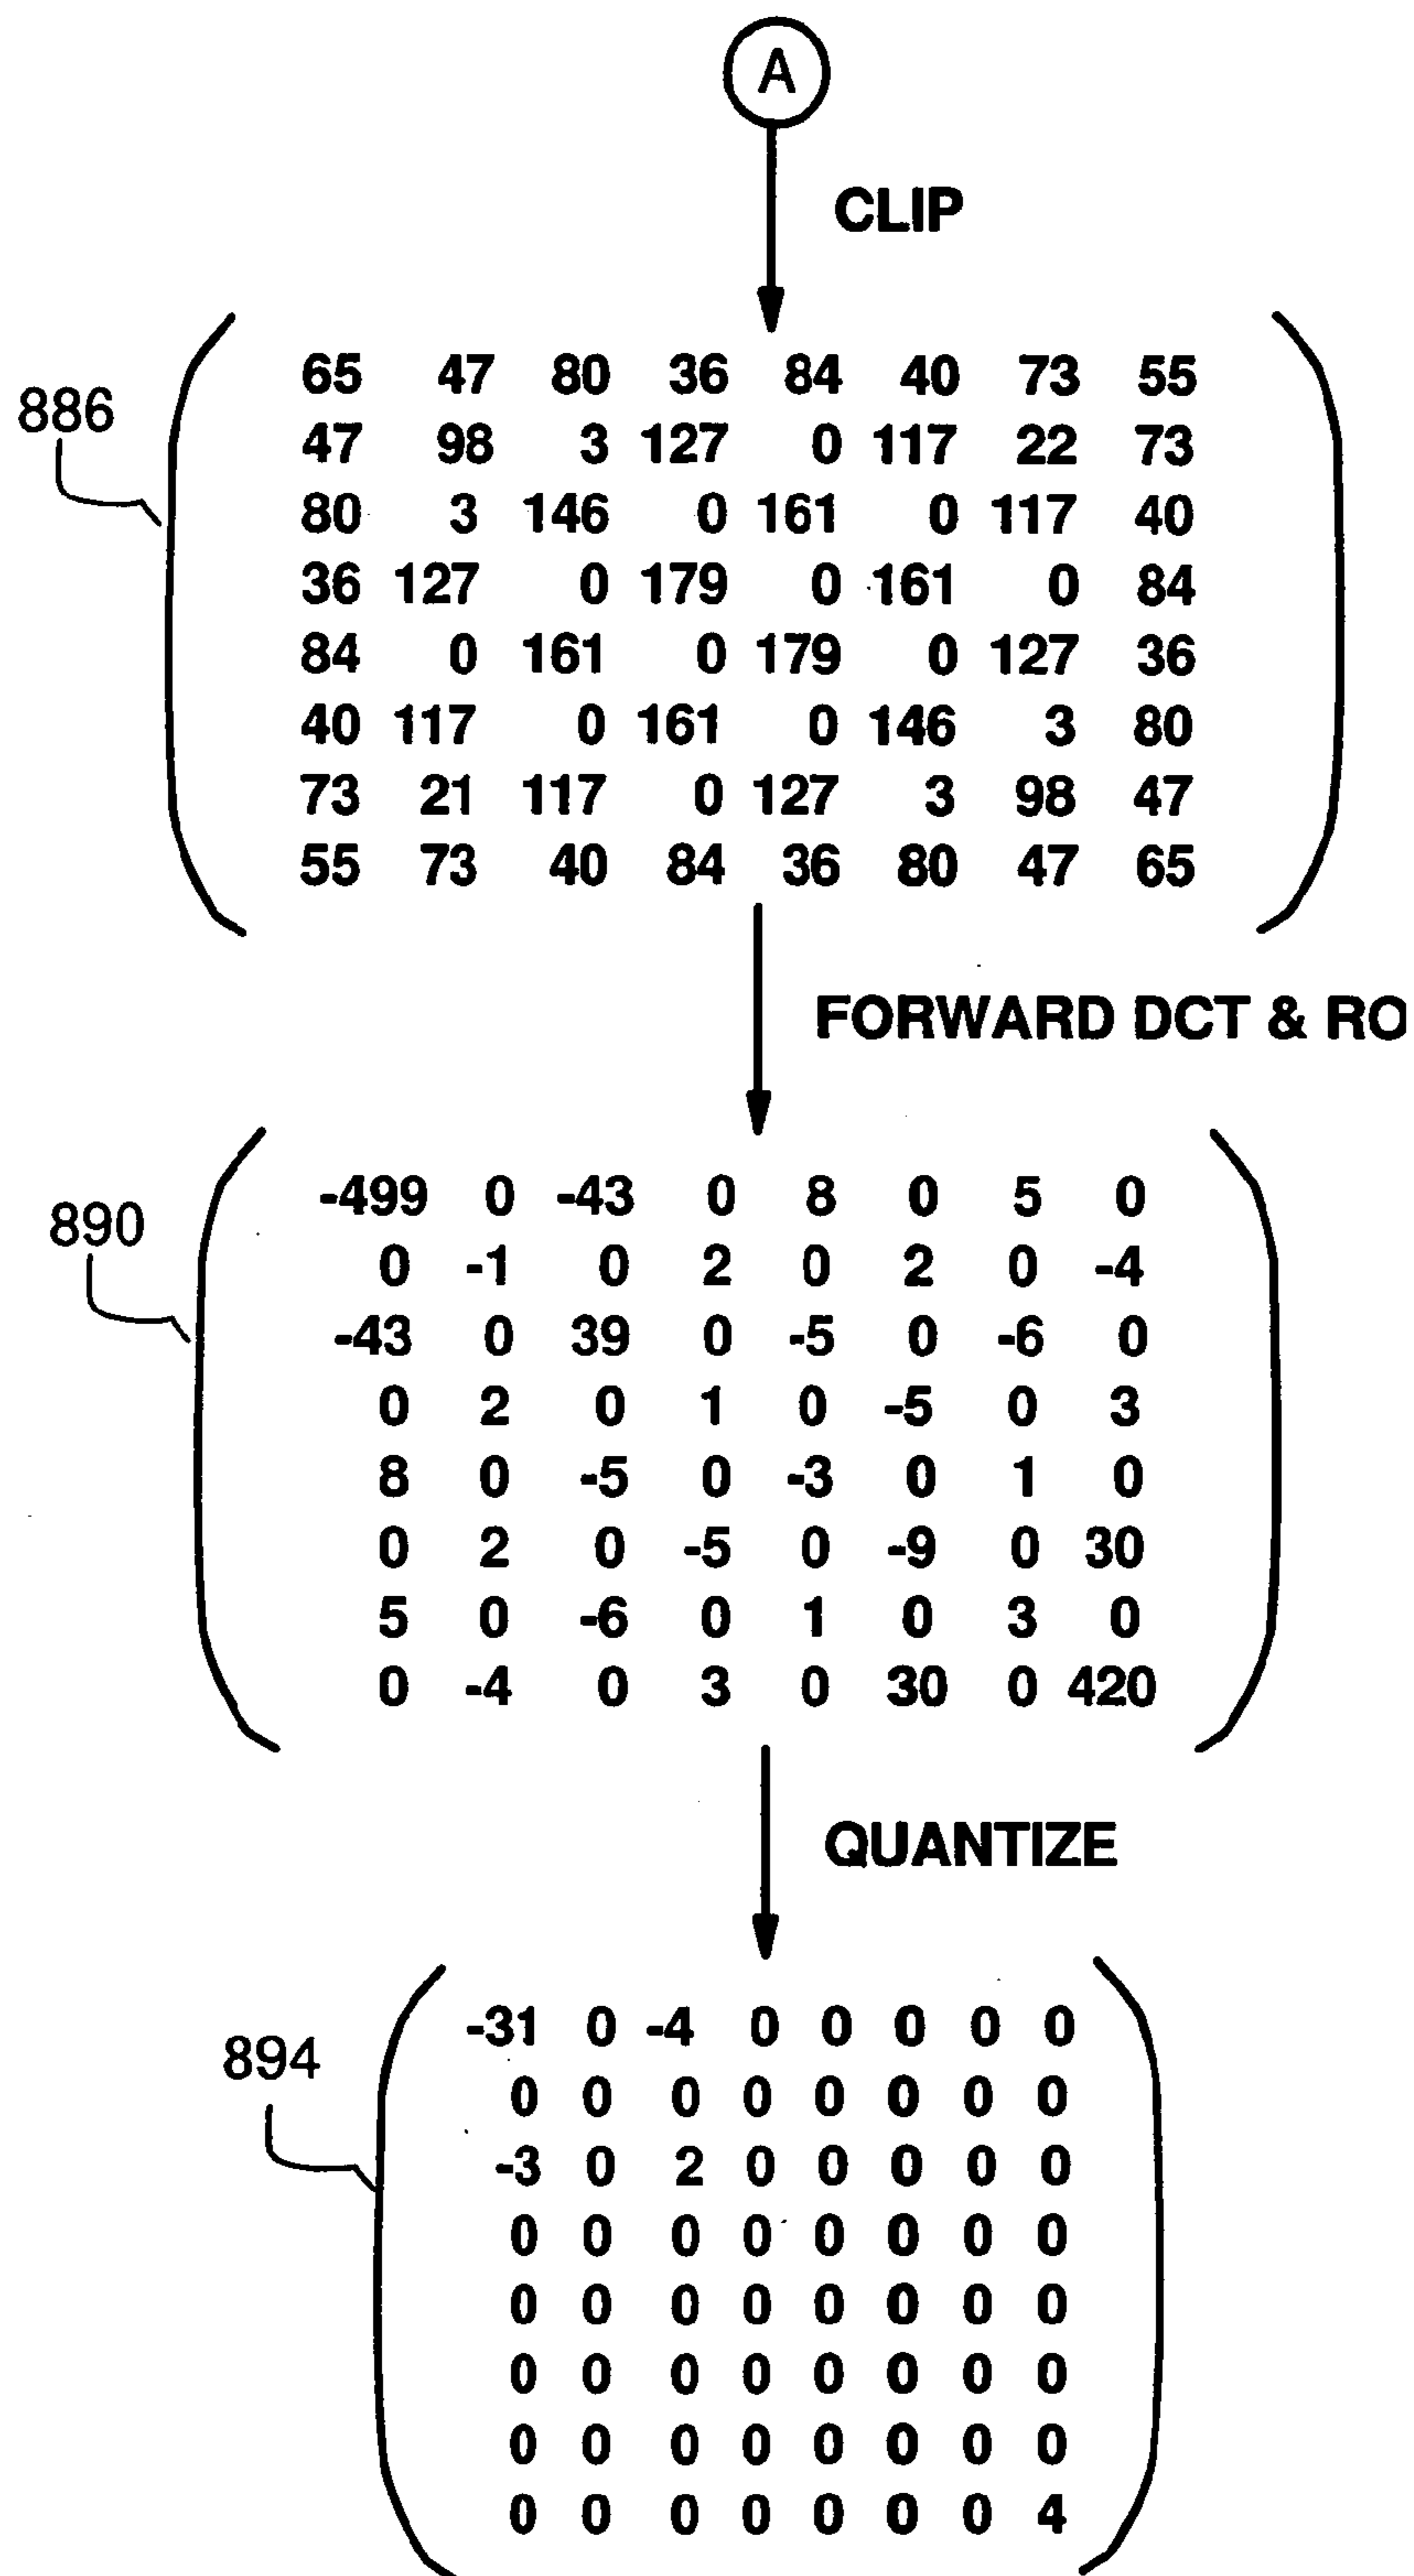 A
CLIP
886
65 47 80 36 84 40 73 55
47 98 3 127 0 117 22 73
80 3 146 0 161 0 117 40
36 127 0 179 0 161 0 84
84 0 161 0 179 0 127 36
40 117 0 161 0 146 3 80
73 21 117 0 127 3 98 47
55 73 40 84 36 80 47 65
FORWARD DCT & RO
890
-499 0 -43 0 8 0 5 0
0 -1 0 2 0 2 0 -4
-43 0 39 0 -5 0 -6 0
0 2 0 1 0 -5 0 3
8 0 -5 0 -3 0 1 0
0 2 0 -5 0 -9 0 30
5 0 -6 0 1 0 3 0
0 -4 0 3 0 30 0 420
QUANTIZE
894
-31 0 -4 0 0 0 0 0
0 0 0 0 0 0 0 0
-3 0 2 0 0 0 0 0
0 0 0 0 0 0 0 0
0 0 0 0 0 0 0 0
0 0 0 0 0 0 0 0
0 0 0 0 0 0 0 0
0 0 0 0 0 0 0 4